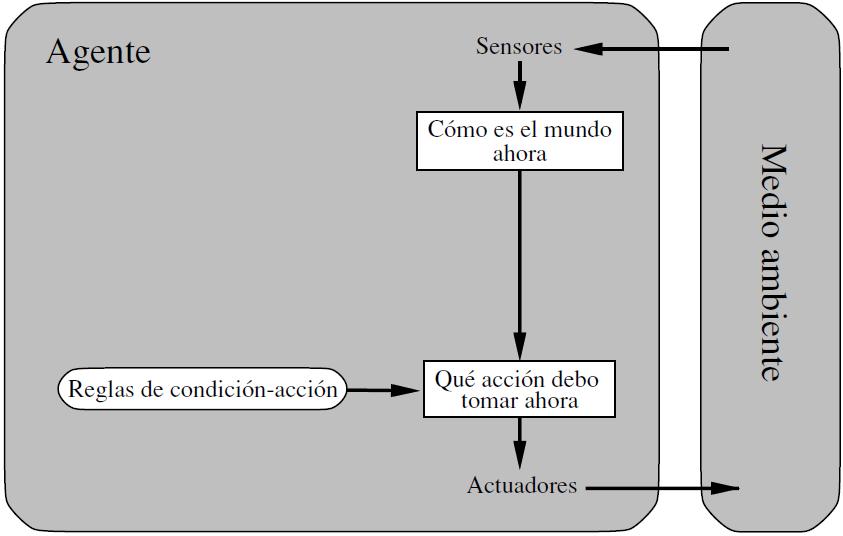 Agente
Sensores
Cómo es el mundo
ahora
Medio ambiente
Reglas de condición-acción
Qué acción debo
tomar ahora
Actuadores